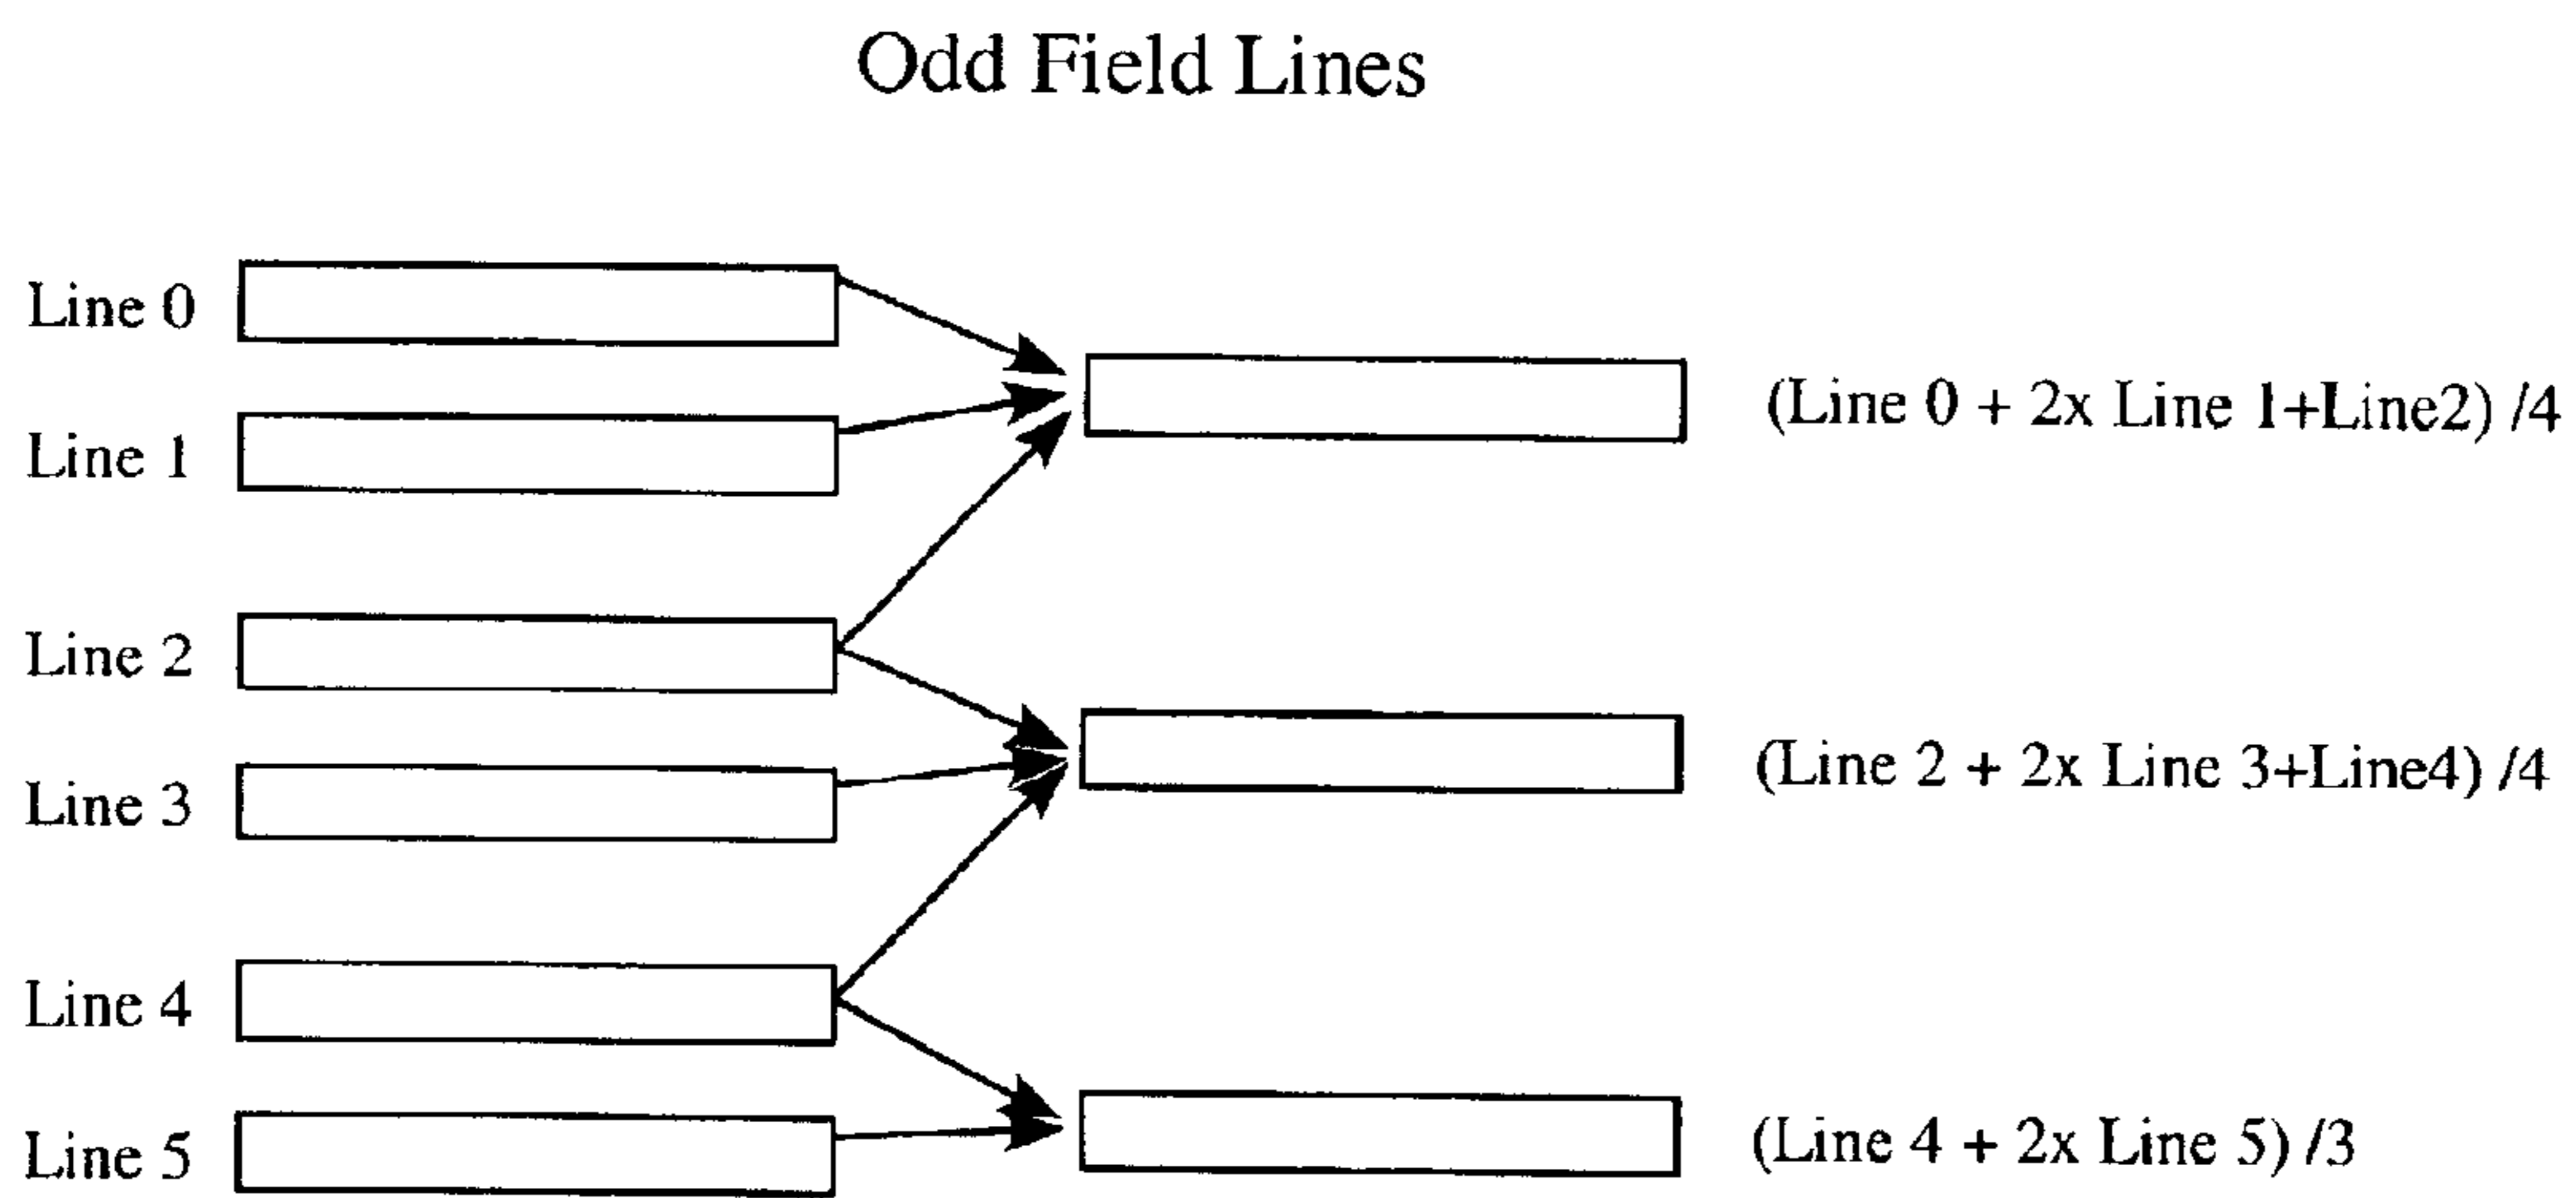 Odd Field Lines
Line 0
(Line 0 + 2x Line 1+Line2) /4
Line 1
Line 2
(Line 2 + 2x Line 3+Line4) /4
Line 3
Line 4
(Line 4 + 2x Line 5) /3
Line 5